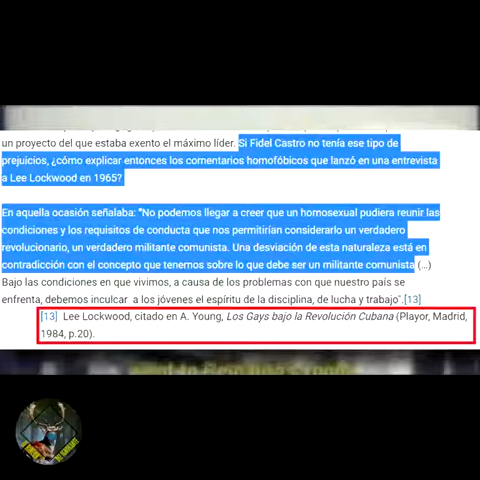 un proyecto del que estaba exento el máximo líder. Si Fidel Castro no tenía ese tipo de
prejuicios, ¿cómo explicar entonces los comentarios homofóbicos que lanzó en una entrevista
a Lee Lockwood en 1965?
En aquella ocasión señalaba: "No podemos llegar a creer que un homosexual pudiera reunir las
condiciones y los requisitos de conducta que nos permitirían considerarlo un verdadero
revolucionario, un verdadero militante comunista. Una desviación de esta naturaleza está en
contradicción con el concepto que tenemos sobre lo que debe ser un militante comunista (...)
Bajo las condiciones en que vivimos, a causa de los problemas con que nuestro país se
enfrenta, debemos inculcar a los jóvenes el espíritu de la disciplina, de lucha y trabajo".[13]
[13] Lee Lockwood, citado en A. Young, Los Gays bajo la Revolución Cubana (Playor, Madrid,
1984, p.20).